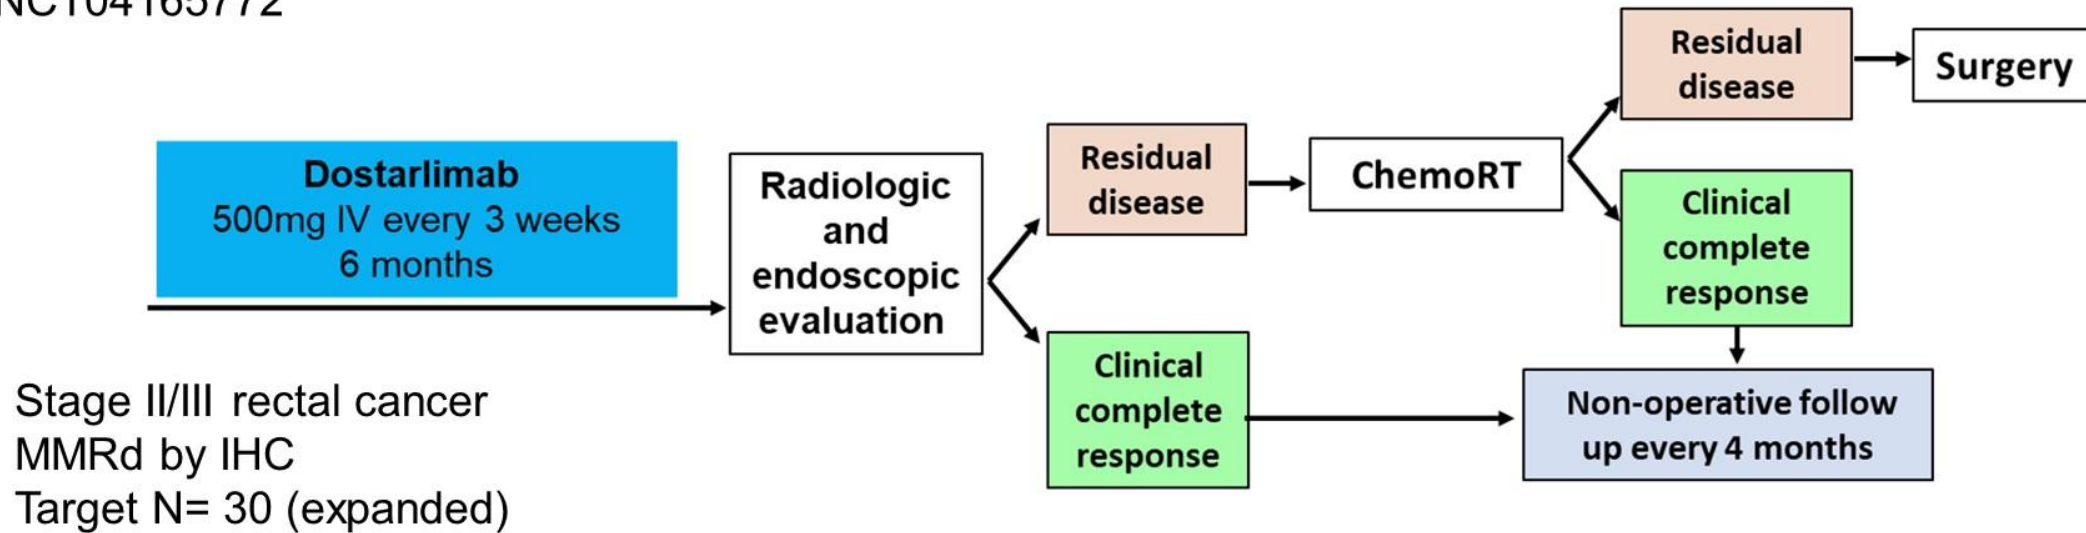 NCT04165772
Dostarlimab
500mg IV every 3 weeks
6 months
Radiologic
and
endoscopic
evaluation
Residual
disease
ChemoRT
Residual
disease
Surgery
Clinical
complete
response
Clinical
complete
response
Non-operative follow
up every 4 months
Stage II/III rectal cancer
MMRd by IHC
Target N= 30 (expanded)